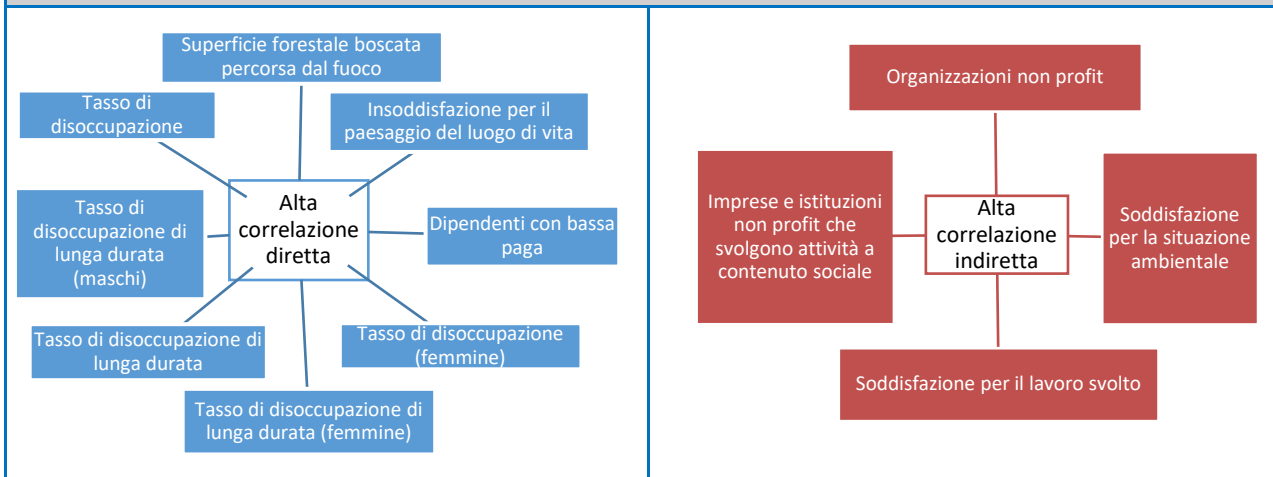 Superficie forestale boscata
percorsa dal fuoco
Tasso di
disoccupazione
Insoddisfazione per il
paesaggio del luogo di vita
Tasso di
disoccupazione di
lunga durata
(maschi)
Alta
correlazione
diretta
Dipendenti con bassa
paga
Tasso di disoccupazione di
lunga durata
Tasso di disoccupazione
(femmine)
Tasso di disoccupazione di
lunga durata (femmine)
Organizzazioni non profit
Imprese e istituzioni
non profit che
svolgono attività a
contenuto sociale
Alta
correlazione
indiretta
Soddisfazione
per la situazione
ambientale
Soddisfazione per il lavoro svolto